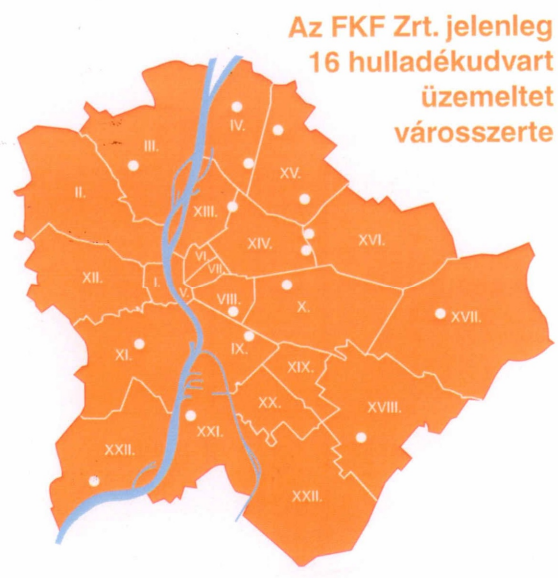 Az FKF Zrt. jelenleg
16 hulladékudvart
üzemeltet
városszerte
IV.
III.
XV.
II.
XIII.
XIV.
XVI.
VI.
VII.
XII.
I.
V.
VIII.
X.
XVII.
XI.
IX.
XIX.
XX.
XVIII.
XXI.
XXII.
XXII.